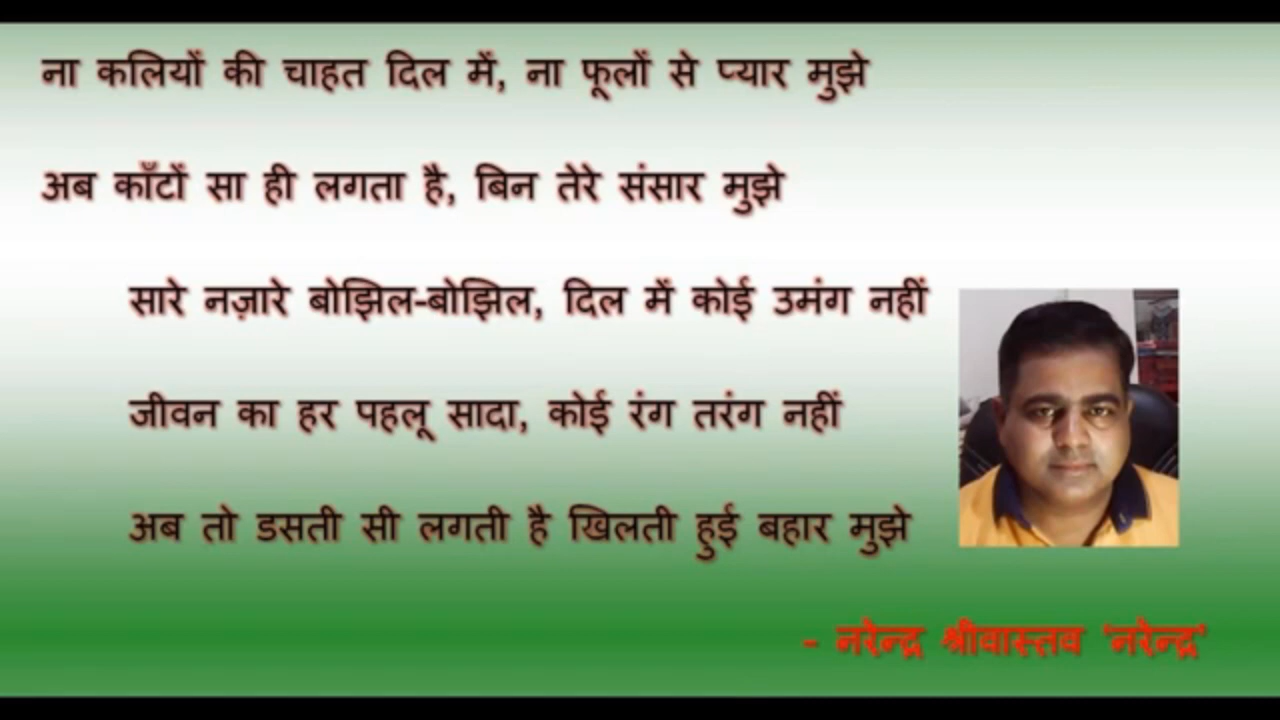 ना कलियों की चाहत दिल में, ना फूलों से प्यार मुझे
अब काँटों सा ही लगता है, बिन तेरे संसार मुझे
सारे नज़ारे बोझिल-बोझिल, दिल में कोई उमंग नहीं
जीवन का हर पहलू सादा, कोई रंग तरंग नहीं
अब तो डसती सी लगती है खिलती हुई बहार मुझे
- नरेन्द्र श्रीवास्तव 'नरेन्द्र'